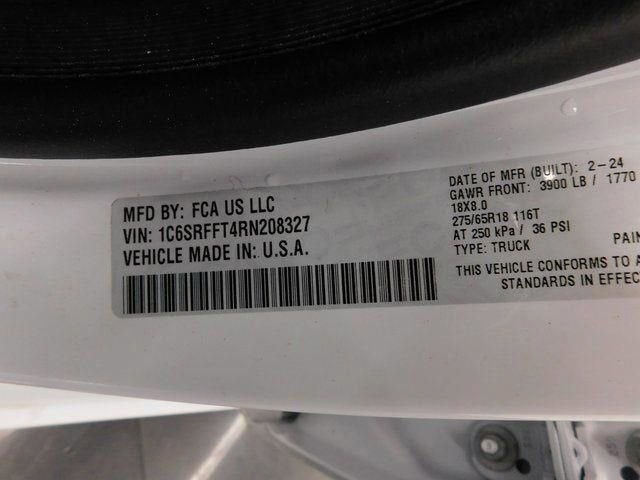 MFD BY: FCA US LLC
VIN: 1C6SRFFT4RN208327
VEHICLE MADE IN: U.S.A.
DATE OF MFR (BUILT): 2-24
GAWR FRONT: 3900 LB / 1770
18X8.0
275/65R18 116T
AT 250 kPa / 36 PSI
TYPE: TRUCK
PAIN
THIS VEHICLE CONFORMS TO A
STANDARDS IN EFFEC